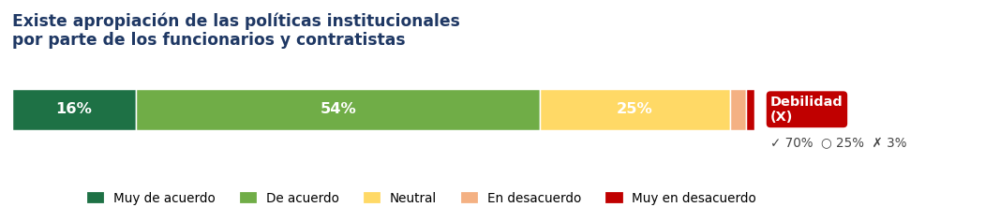 Existe apropiación de las políticas institucionales
por parte de los funcionarios y contratistas
16%
54%
25%
Debilidad
(X)
✓ 70% ○ 25% ✗ 3%
Muy de acuerdo
De acuerdo
Neutral
En desacuerdo
Muy en desacuerdo